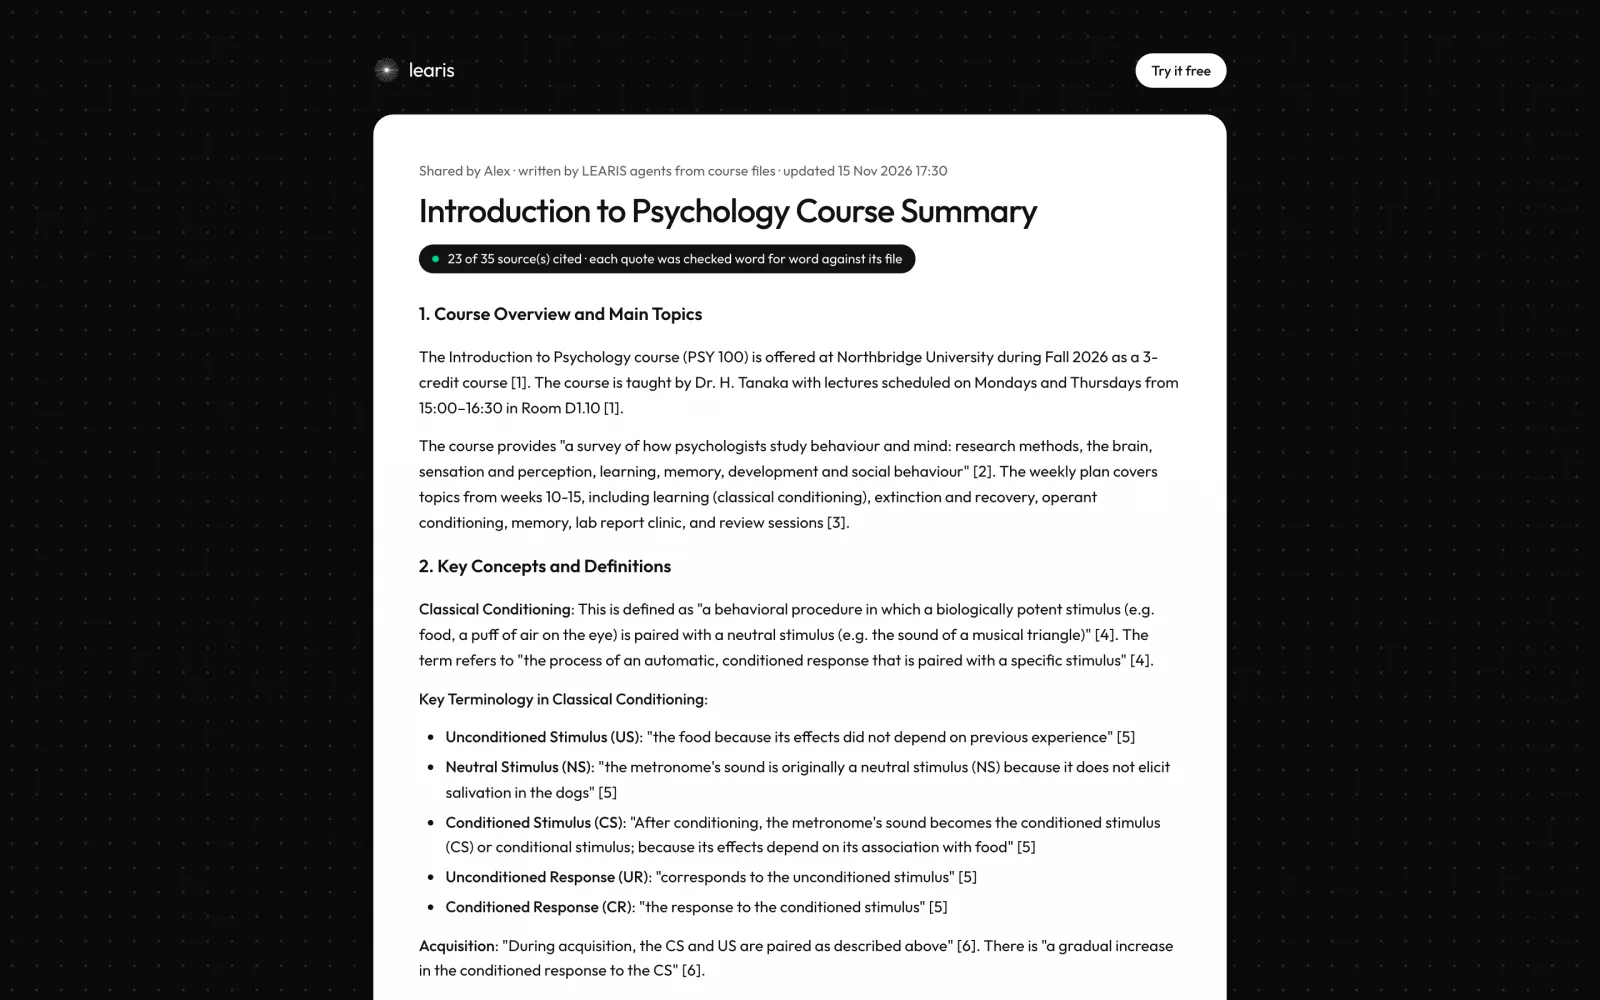 learis
Try it free
Shared by Alex · written by LEARIS agents from course files · updated 15 Nov 2026 17:30
Introduction to Psychology Course Summary
23 of 35 source(s) cited · each quote was checked word for word against its file
1. Course Overview and Main Topics
The Introduction to Psychology course (PSY 100) is offered at Northbridge University during Fall 2026 as a 3-
credit course [1]. The course is taught by Dr. H. Tanaka with lectures scheduled on Mondays and Thursdays from
15:00–16:30 in Room D1.10 [1].
The course provides "a survey of how psychologists study behaviour and mind: research methods, the brain,
sensation and perception, learning, memory, development and social behaviour" [2]. The weekly plan covers
topics from weeks 10-15, including learning (classical conditioning), extinction and recovery, operant
conditioning, memory, lab report clinic, and review sessions [3].
2. Key Concepts and Definitions
Classical Conditioning: This is defined as "a behavioral procedure in which a biologically potent stimulus (e.g.
food, a puff of air on the eye) is paired with a neutral stimulus (e.g. the sound of a musical triangle)" [4]. The
term refers to "the process of an automatic, conditioned response that is paired with a specific stimulus" [4].
Key Terminology in Classical Conditioning:
• Unconditioned Stimulus (US): "the food because its effects did not depend on previous experience" [5]
• Neutral Stimulus (NS): "the metronome's sound is originally a neutral stimulus (NS) because it does not elicit
salivation in the dogs" [5]
• Conditioned Stimulus (CS): "After conditioning, the metronome's sound becomes the conditioned stimulus
(CS) or conditional stimulus; because its effects depend on its association with food" [5]
• Unconditioned Response (UR): "corresponds to the unconditioned stimulus" [5]
• Conditioned Response (CR): "the response to the conditioned stimulus" [5]
Acquisition: "During acquisition, the CS and US are paired as described above" [6]. There is "a gradual increase
in the conditioned response to the CS" [6].